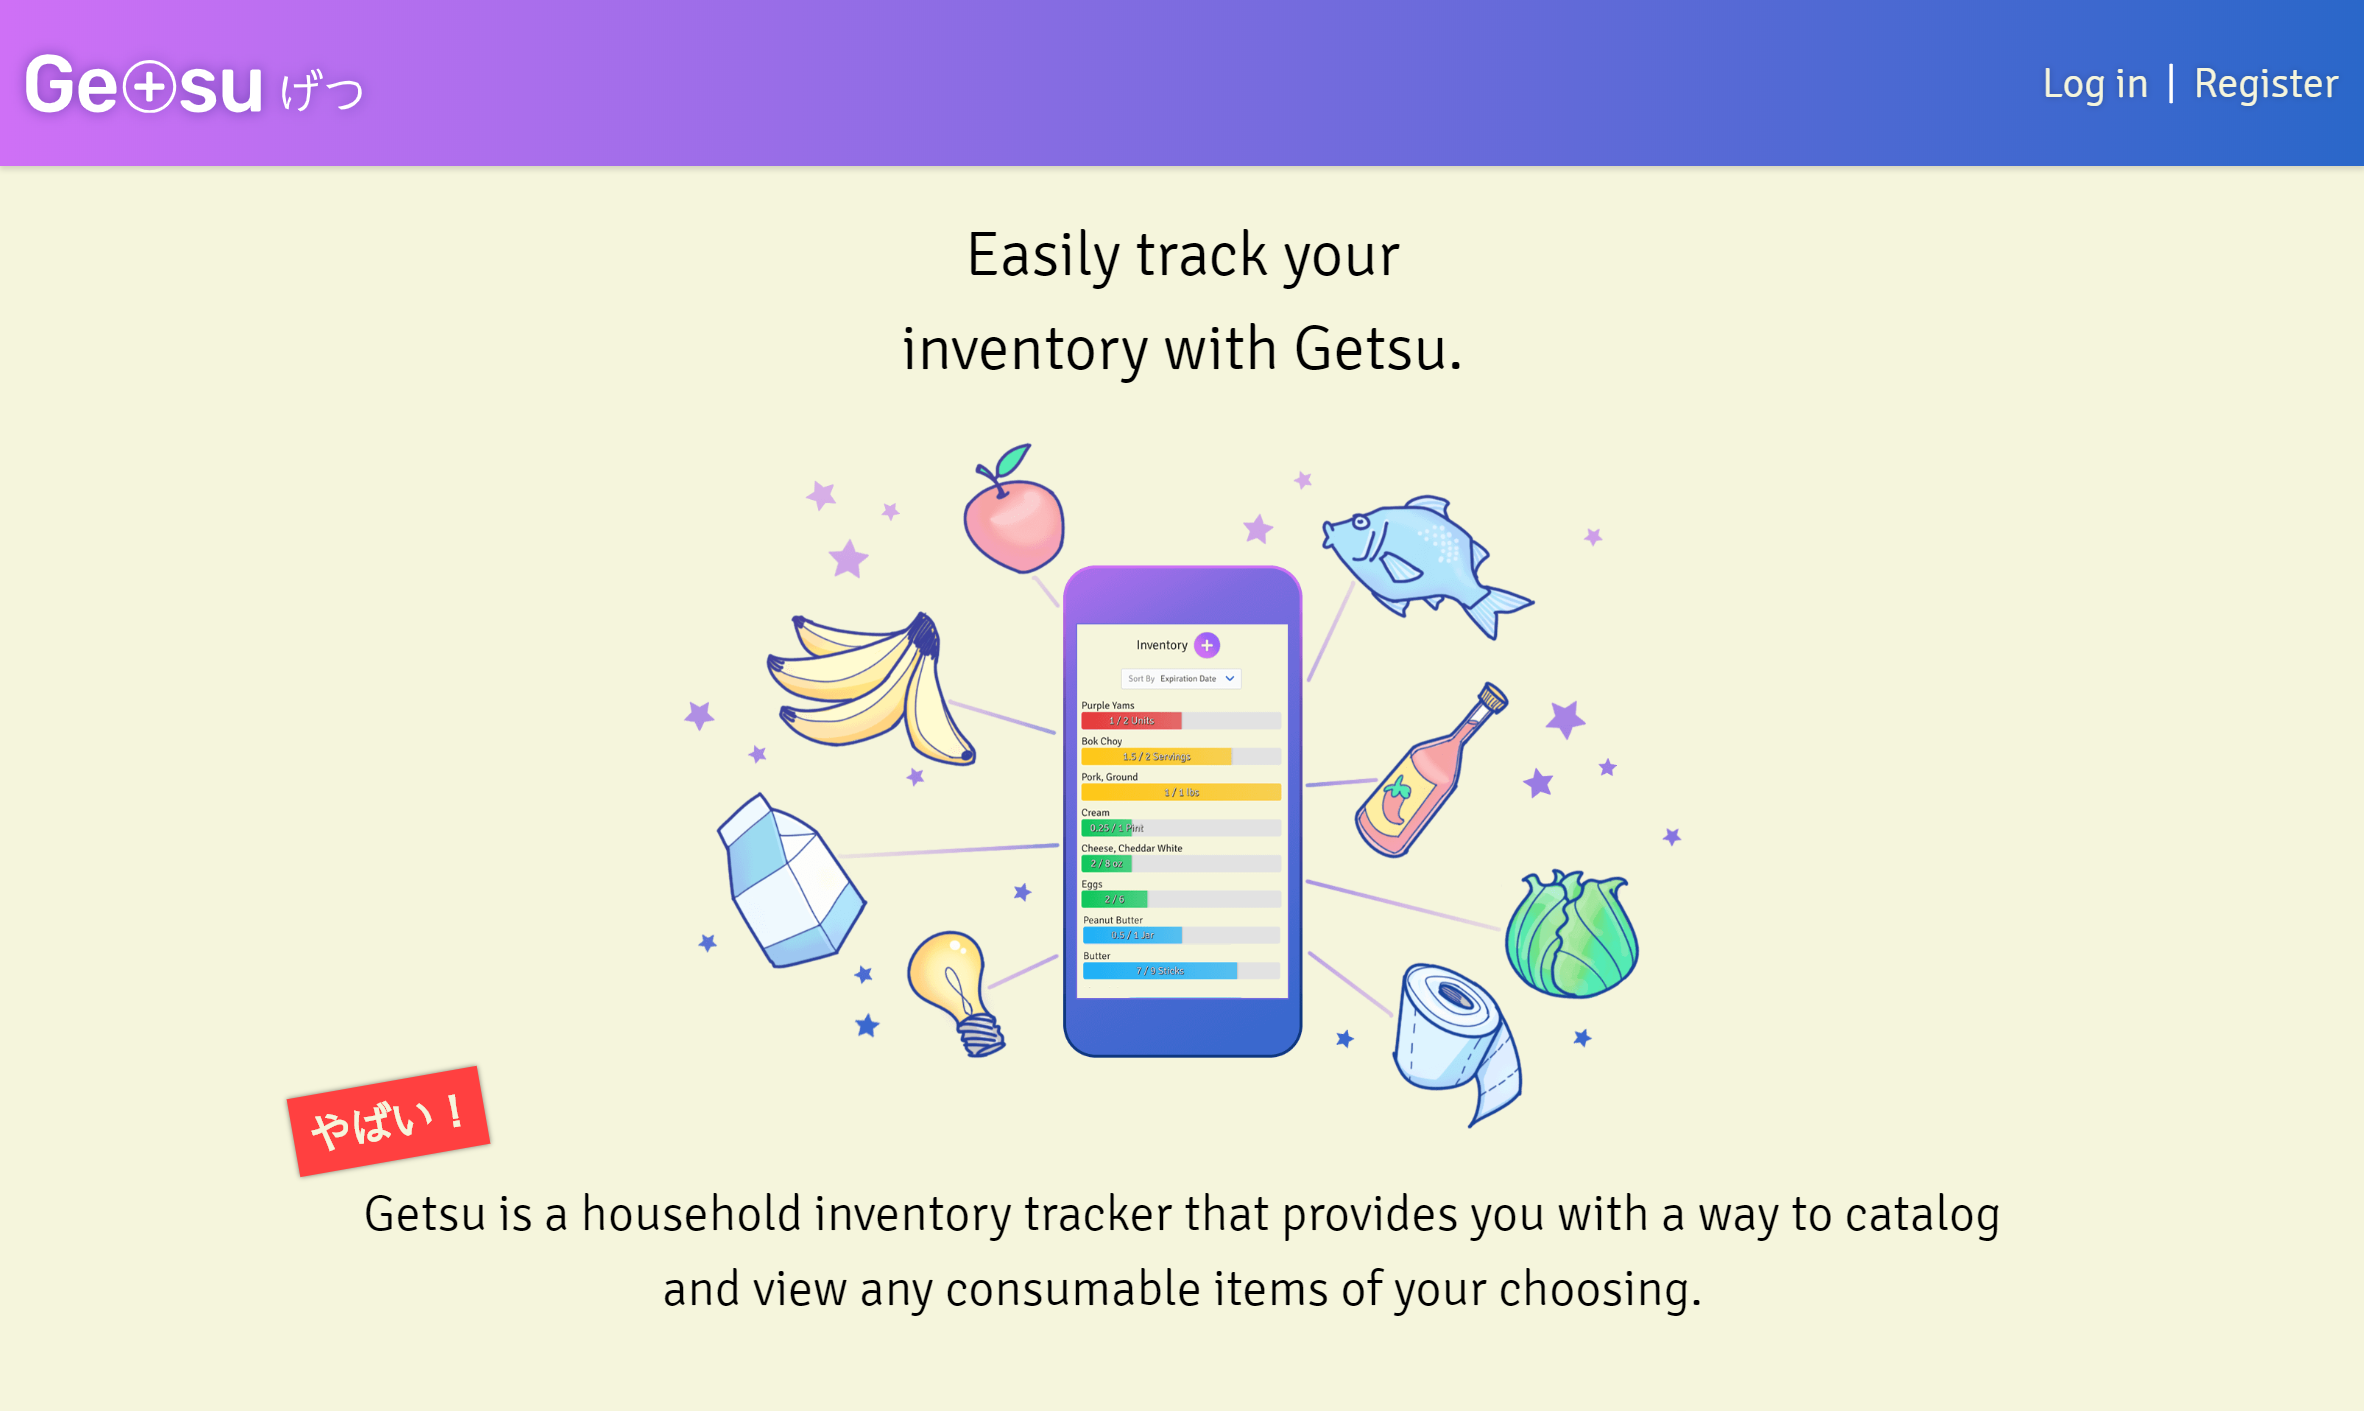 Getsu げつ
Log in | Register
Easily track your
inventory with Getsu.
Inventory +
Sort By Expiration Date
Purple Yams
1 / 2 Units
Bok Choy
1.5 / 2 Servings
Pork, Ground
1 / 1 lbs
Cream
0.25 / 1 Pint
Cheese, Cheddar White
2 / 8 oz
Eggs
2 / 6
Peanut Butter
0.5 / 1 Jar
Butter
7 / 9 Sticks
やばい！
Getsu is a household inventory tracker that provides you with a way to catalog
and view any consumable items of your choosing.